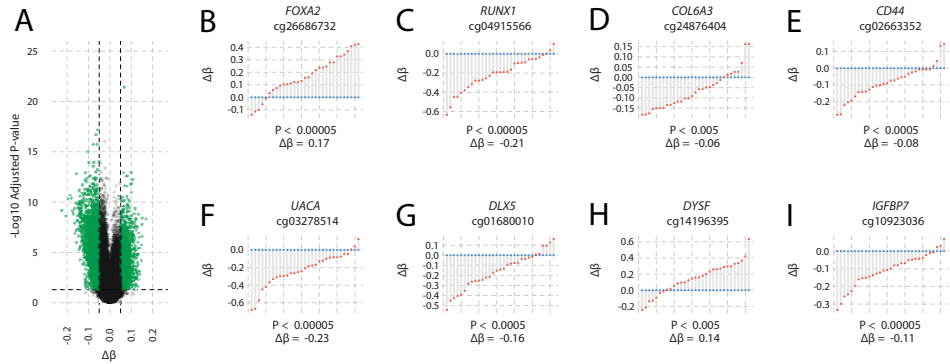 A
-Log10 Adjusted P-value
25
20
15
10
5
0
-0.2
-0.1
0.0
0.1
0.2
Δβ
B
FOXA2
cg26686732
Δβ
0.4
0.3
0.2
0.1
0.0
-0.1
P < 0.00005
Δβ = 0.17
C
RUNX1
cg04915566
Δβ
0.0
-0.2
-0.4
-0.6
P < 0.00005
Δβ = -0.21
D
COL6A3
cg24876404
Δβ
0.15
0.10
0.05
0.00
-0.05
-0.10
-0.15
P < 0.005
Δβ = -0.06
E
CD44
cg02663352
Δβ
0.1
0.0
-0.1
-0.2
P < 0.0005
Δβ = -0.08
F
UACA
cg03278514
Δβ
0.0
-0.2
-0.4
-0.6
P < 0.00005
Δβ = -0.23
G
DLX5
cg01680010
Δβ
0.1
0.0
-0.1
-0.2
-0.3
-0.4
-0.5
P < 0.0005
Δβ = -0.16
H
DYSF
cg14196395
Δβ
0.6
0.4
0.2
0.0
-0.2
P < 0.005
Δβ = 0.14
I
IGFBP7
cg10923036
Δβ
0.0
-0.1
-0.2
-0.3
P < 0.00005
Δβ = -0.11